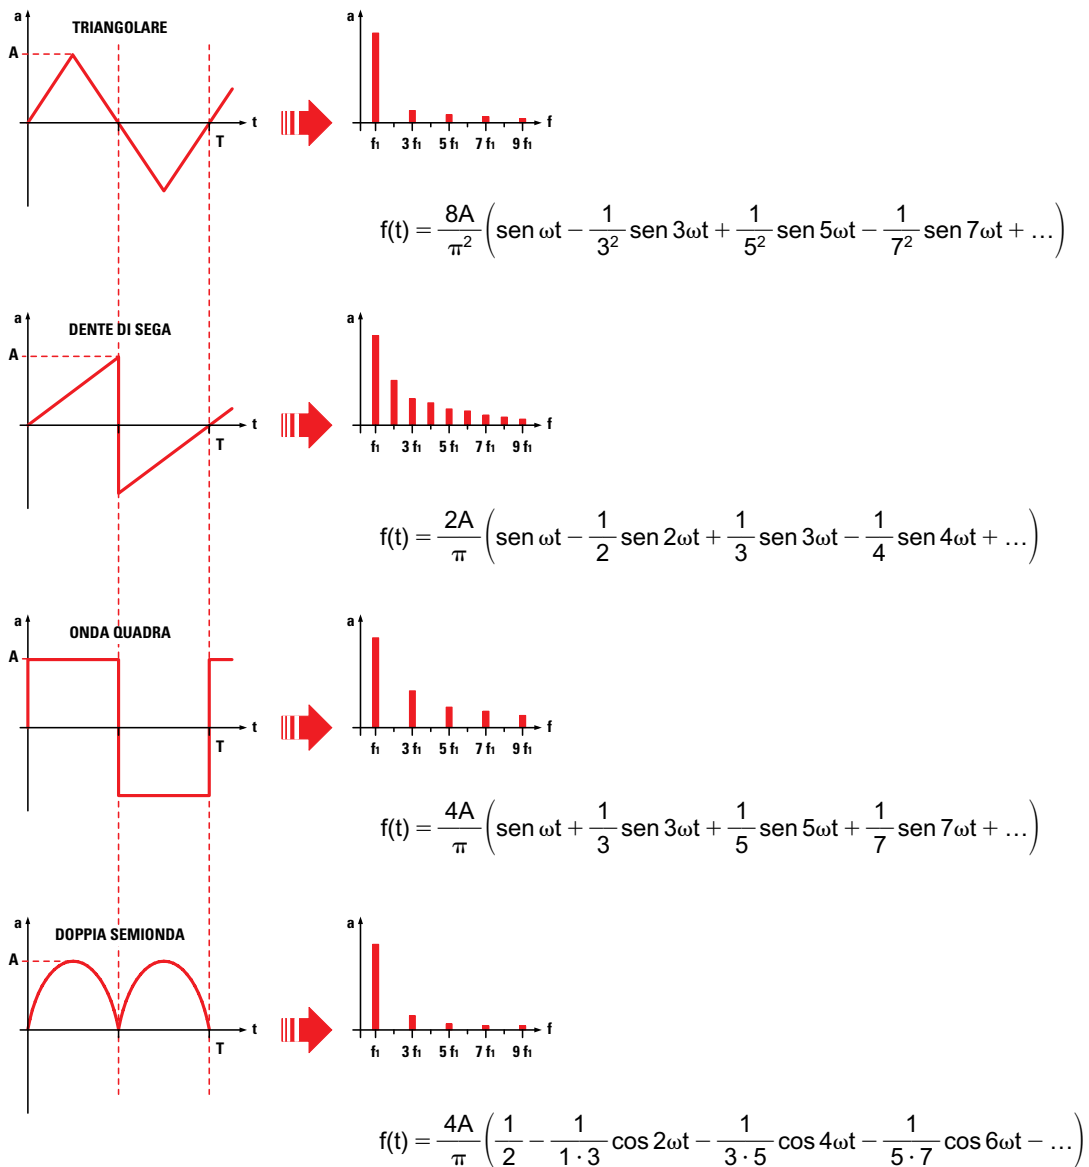 a
TRIANGOLARE
A
t
T
a
f
f₁ 3 f₁ 5 f₁ 7 f₁ 9 f₁
f(t) = 8A/π² (sen ωt − 1/3² sen 3ωt + 1/5² sen 5ωt − 1/7² sen 7ωt + ...)
a
DENTE DI SEGA
A
t
T
a
f
f₁ 3 f₁ 5 f₁ 7 f₁ 9 f₁
f(t) = 2A/π (sen ωt − 1/2 sen 2ωt + 1/3 sen 3ωt − 1/4 sen 4ωt + ...)
a
ONDA QUADRA
A
t
T
a
f
f₁ 3 f₁ 5 f₁ 7 f₁ 9 f₁
f(t) = 4A/π (sen ωt + 1/3 sen 3ωt + 1/5 sen 5ωt + 1/7 sen 7ωt + ...)
a
DOPPIA SEMIONDA
A
t
T
a
f
f₁ 3 f₁ 5 f₁ 7 f₁ 9 f₁
f(t) = 4A/π (1/2 − 1/1·3 cos 2ωt − 1/3·5 cos 4ωt − 1/5·7 cos 6ωt − ...)